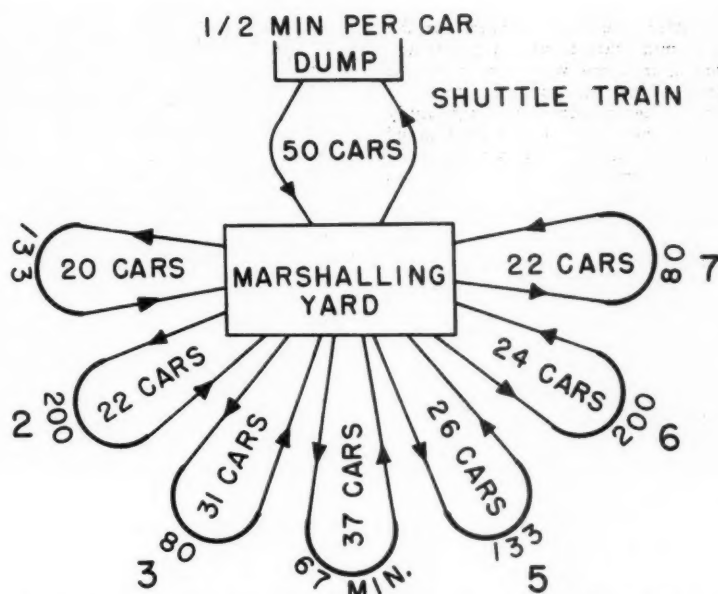 1/2 MIN PER CAR
DUMP
SHUTTLE TRAIN
50 CARS
133
20 CARS
MARSHALLING
YARD
22 CARS
80
7
2
200
22 CARS
24 CARS
200
6
3
80
31 CARS
37 CARS
67 MIN.
26 CARS
133
5